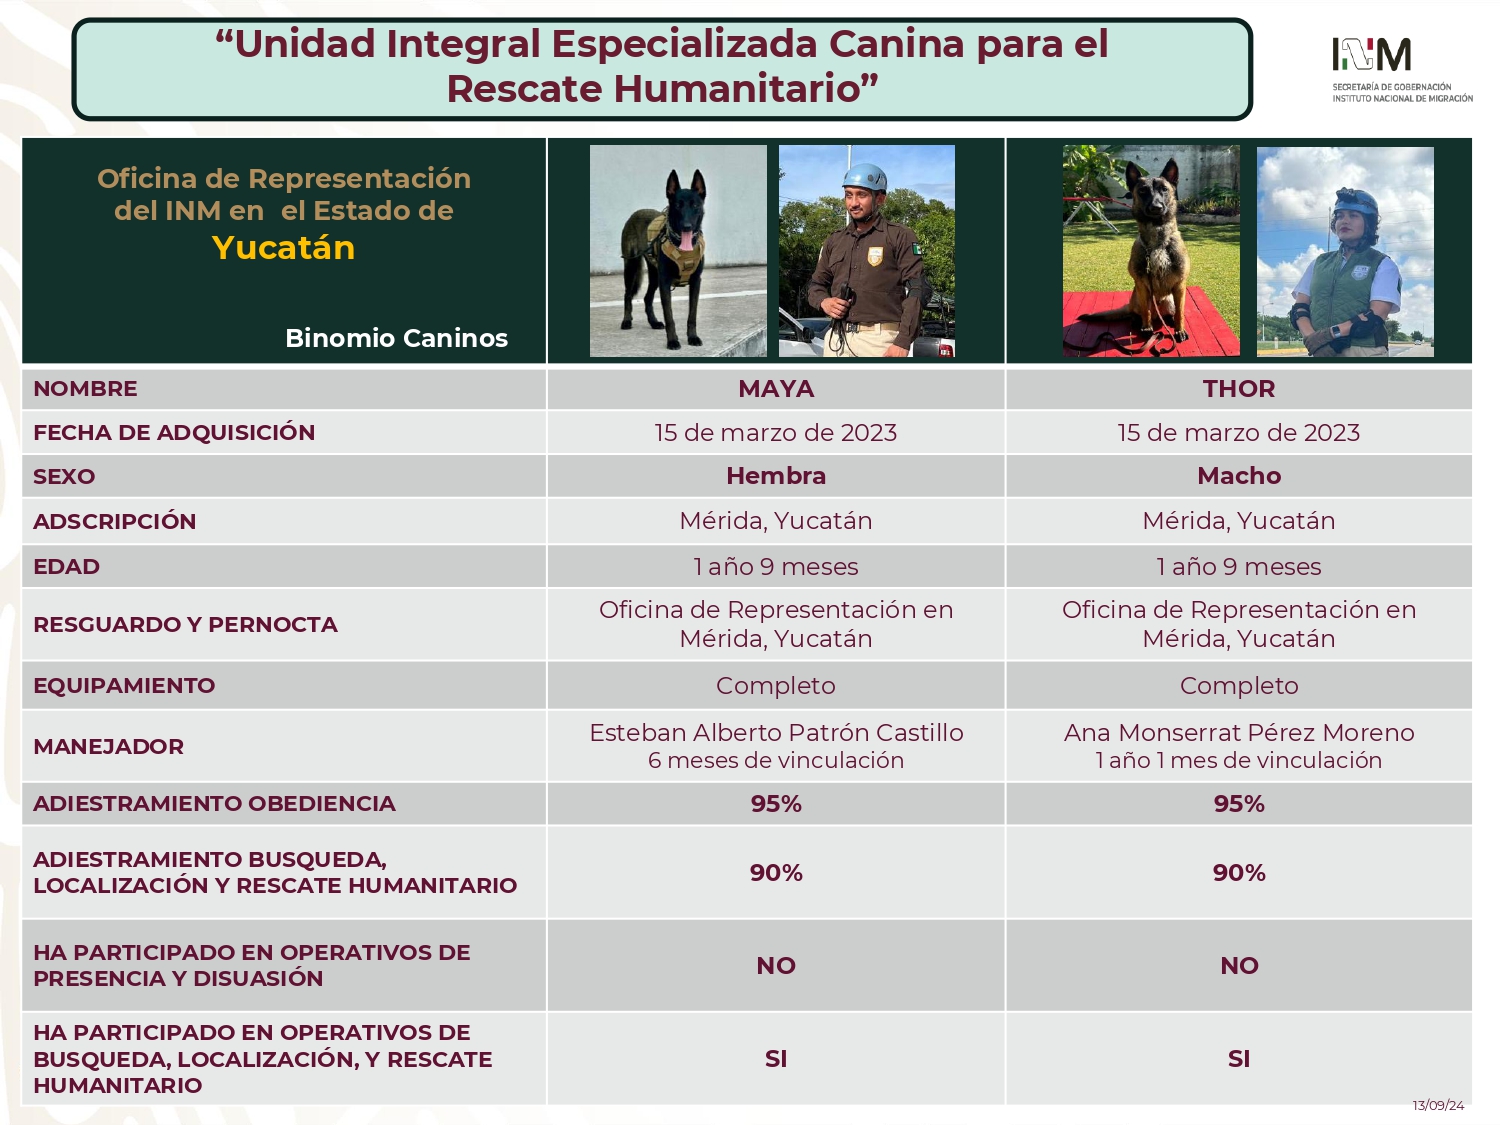 “Unidad Integral Especializada Canina para el
Rescate Humanitario”
INM
SECRETARÍA DE GOBERNACIÓN
INSTITUTO NACIONAL DE MIGRACIÓN
Oficina de Representación
del INM en el Estado de
Yucatán
Binomio Caninos
NOMBRE MAYA THOR
FECHA DE ADQUISICIÓN 15 de marzo de 2023 15 de marzo de 2023
SEXO Hembra Macho
ADSCRIPCIÓN Mérida, Yucatán Mérida, Yucatán
EDAD 1 año 9 meses 1 año 9 meses
RESGUARDO Y PERNOCTA
Oficina de Representación en
Mérida, Yucatán
Oficina de Representación en
Mérida, Yucatán
EQUIPAMIENTO Completo Completo
MANEJADOR
Esteban Alberto Patrón Castillo
6 meses de vinculación
Ana Monserrat Pérez Moreno
1 año 1 mes de vinculación
ADIESTRAMIENTO OBEDIENCIA 95% 95%
ADIESTRAMIENTO BUSQUEDA,
LOCALIZACIÓN Y RESCATE HUMANITARIO
90% 90%
HA PARTICIPADO EN OPERATIVOS DE
PRESENCIA Y DISUASIÓN
NO NO
HA PARTICIPADO EN OPERATIVOS DE
BUSQUEDA, LOCALIZACIÓN, Y RESCATE
HUMANITARIO
SI SI
13/09/24